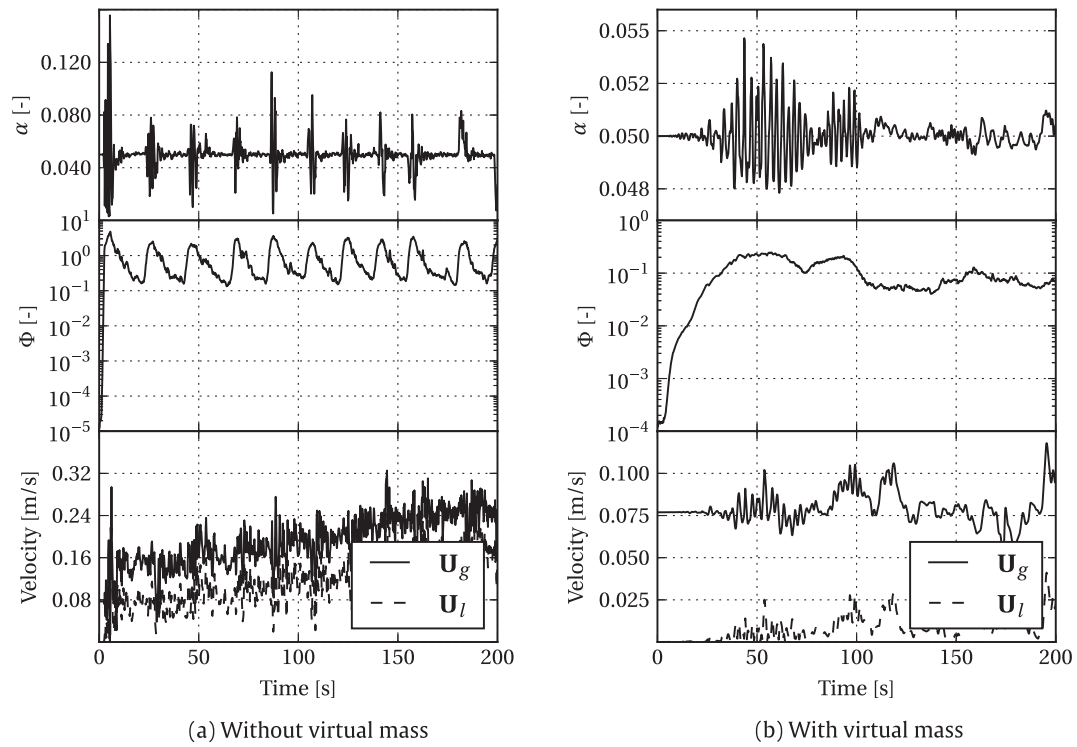 α [-]
0.120
0.080
0.040
Φ [-]
10¹
10⁰
10⁻¹
10⁻²
10⁻³
10⁻⁴
10⁻⁵
Velocity [m/s]
0.32
0.24
0.16
0.08
U_g
U_l
0 50 100 150 200
Time [s]
(a) Without virtual mass
α [-]
0.055
0.052
0.050
0.048
Φ [-]
10⁰
10⁻¹
10⁻²
10⁻³
10⁻⁴
Velocity [m/s]
0.100
0.075
0.050
0.025
U_g
U_l
0 50 100 150 200
Time [s]
(b) With virtual mass